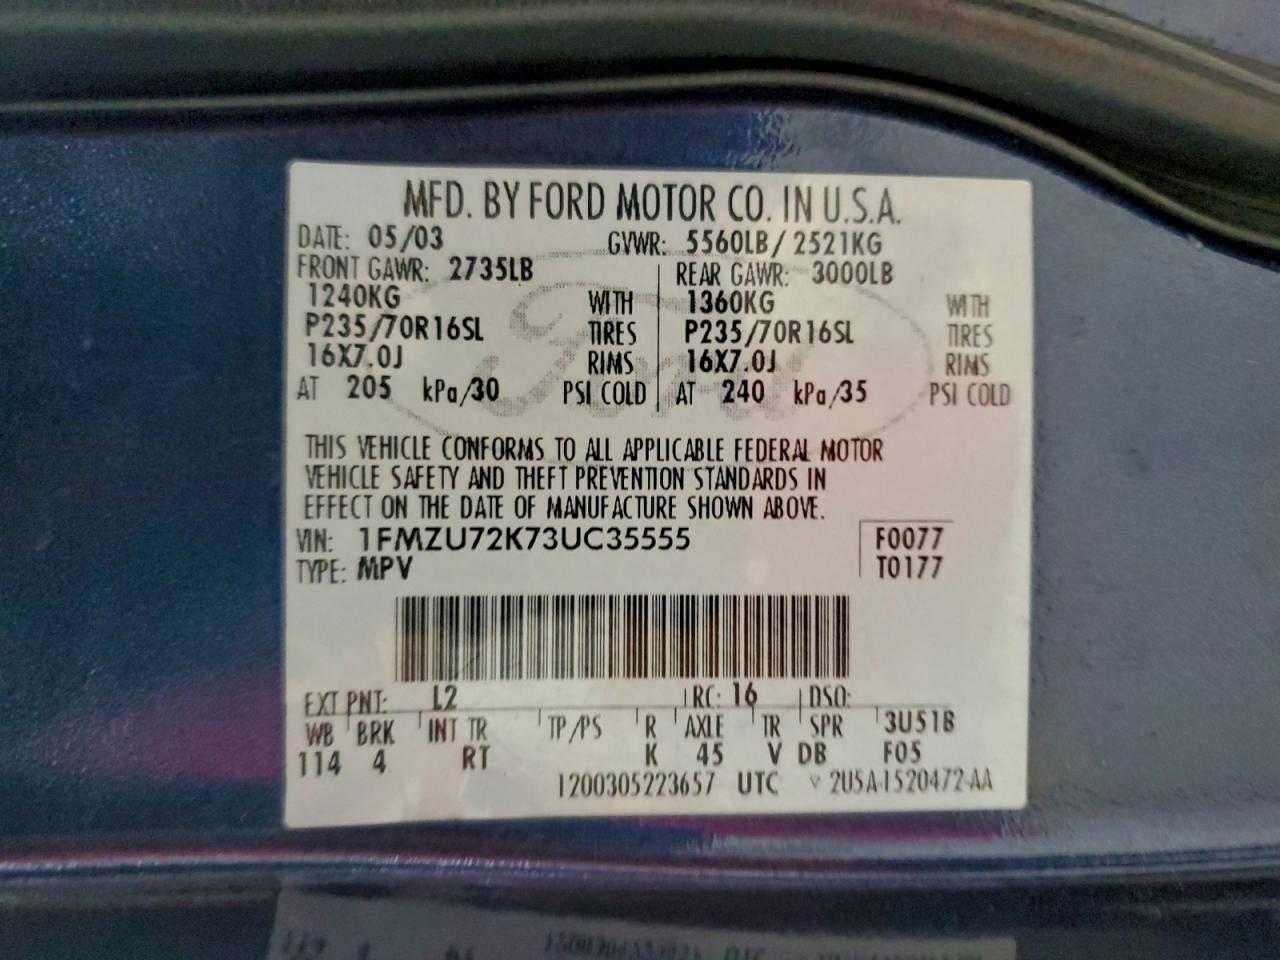 MFD. BY FORD MOTOR CO. IN U.S.A.
DATE: 05/03 GVWR: 5560LB/2521KG
FRONT GAWR: 2735LB REAR GAWR: 3000LB
1240KG WITH 1360KG WITH
P235/70R16SL TIRES P235/70R16SL TIRES
16X7.0J RIMS 16X7.0J RIMS
AT 205 kPa/30 PSI COLD AT 240 kPa/35 PSI COLD
Ford
THIS VEHICLE CONFORMS TO ALL APPLICABLE FEDERAL MOTOR
VEHICLE SAFETY AND THEFT PREVENTION STANDARDS IN
EFFECT ON THE DATE OF MANUFACTURE SHOWN ABOVE.
VIN: 1FMZU72K73UC35555 F0077
TYPE: MPV T0177
EXT PNT: L2 RC: 16 DSO:
WB BRK INT TR TP/PS R AXLE TR SPR 3U51B
114 4 RT K 45 V DB F05
1200305223657 UTC ▽ 2U5A-1520472-AA